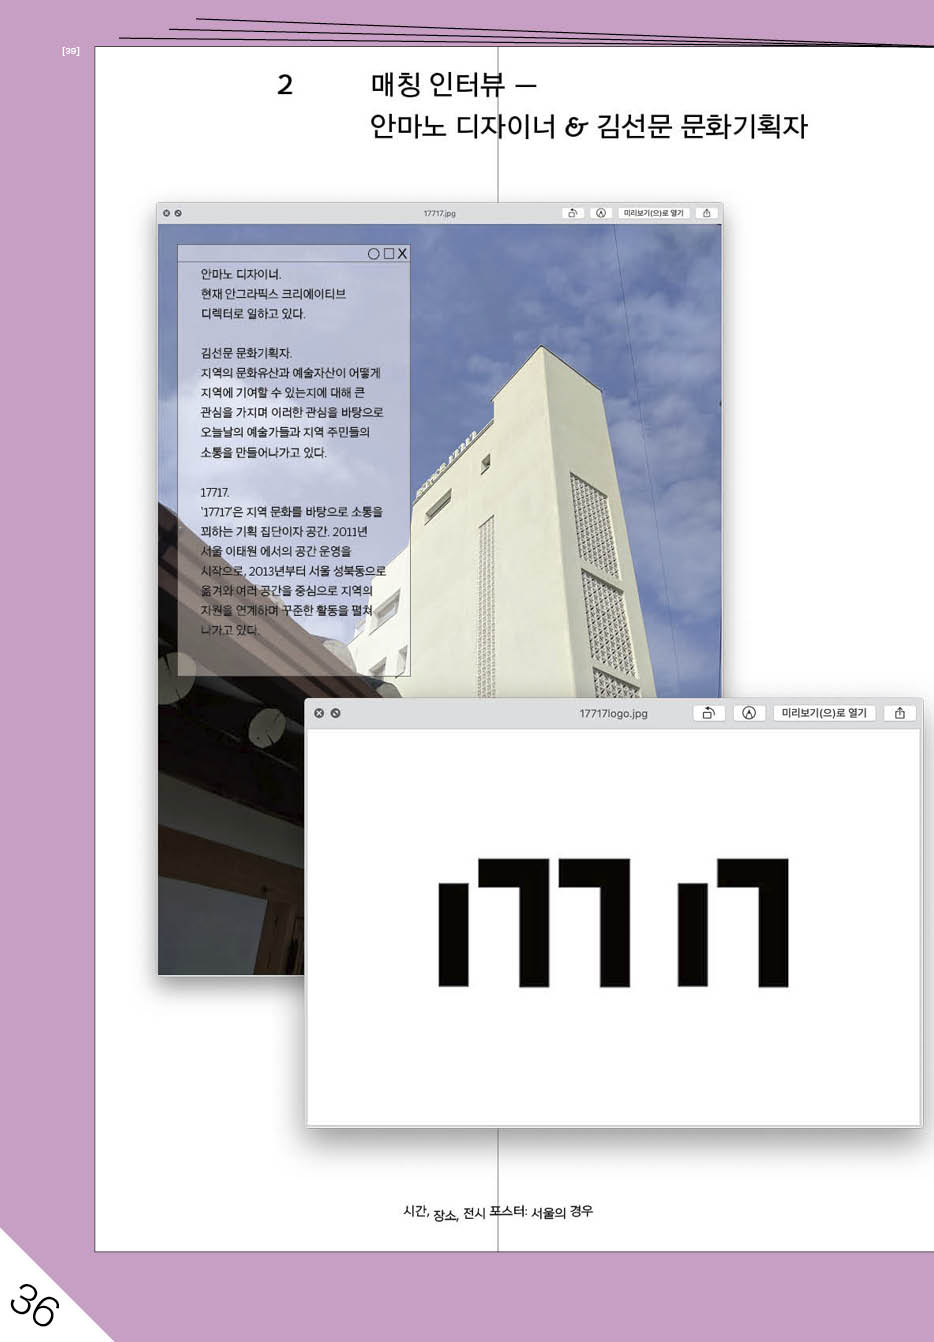 [39]
2 매칭 인터뷰 —
안마노 디자이너 & 김선문 문화기획자
17717.jpg 미리보기(으)로 열기
안마노 디자이너.
현재 안그라픽스 크리에이티브
디렉터로 일하고 있다.
김선문 문화기획자.
지역의 문화유산과 예술자산이 어떻게
지역에 기여할 수 있는지에 대해 큰
관심을 가지며 이러한 관심을 바탕으로
오늘날의 예술가들과 지역 주민들의
소통을 만들어나가고 있다.
17717.
‘17717’은 지역 문화를 바탕으로 소통을
꾀하는 기획 집단이자 공간. 2011년
서울 이태원 에서의 공간 운영을
시작으로, 2013년부터 서울 성북동으로
옮겨와 여러 공간을 중심으로 지역의
자원을 연계하며 꾸준한 활동을 펼쳐
나가고 있다.
17717logo.jpg 미리보기(으)로 열기
17717
시간, 장소, 전시 포스터: 서울의 경우
36